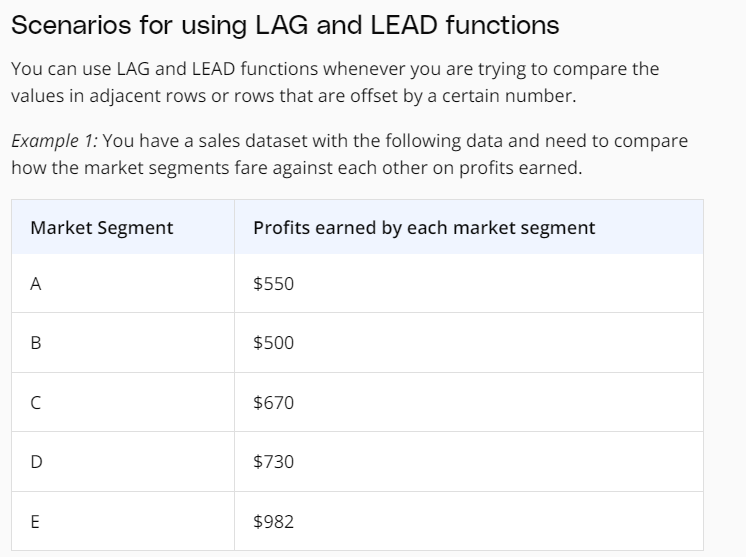 Scenarios for using LAG and LEAD functions
You can use LAG and LEAD functions whenever you are trying to compare the
values in adjacent rows or rows that are offset by a certain number.
Example 1: You have a sales dataset with the following data and need to compare
how the market segments fare against each other on profits earned.
Market Segment Profits earned by each market segment
A $550
B $500
C $670
D $730
E $982